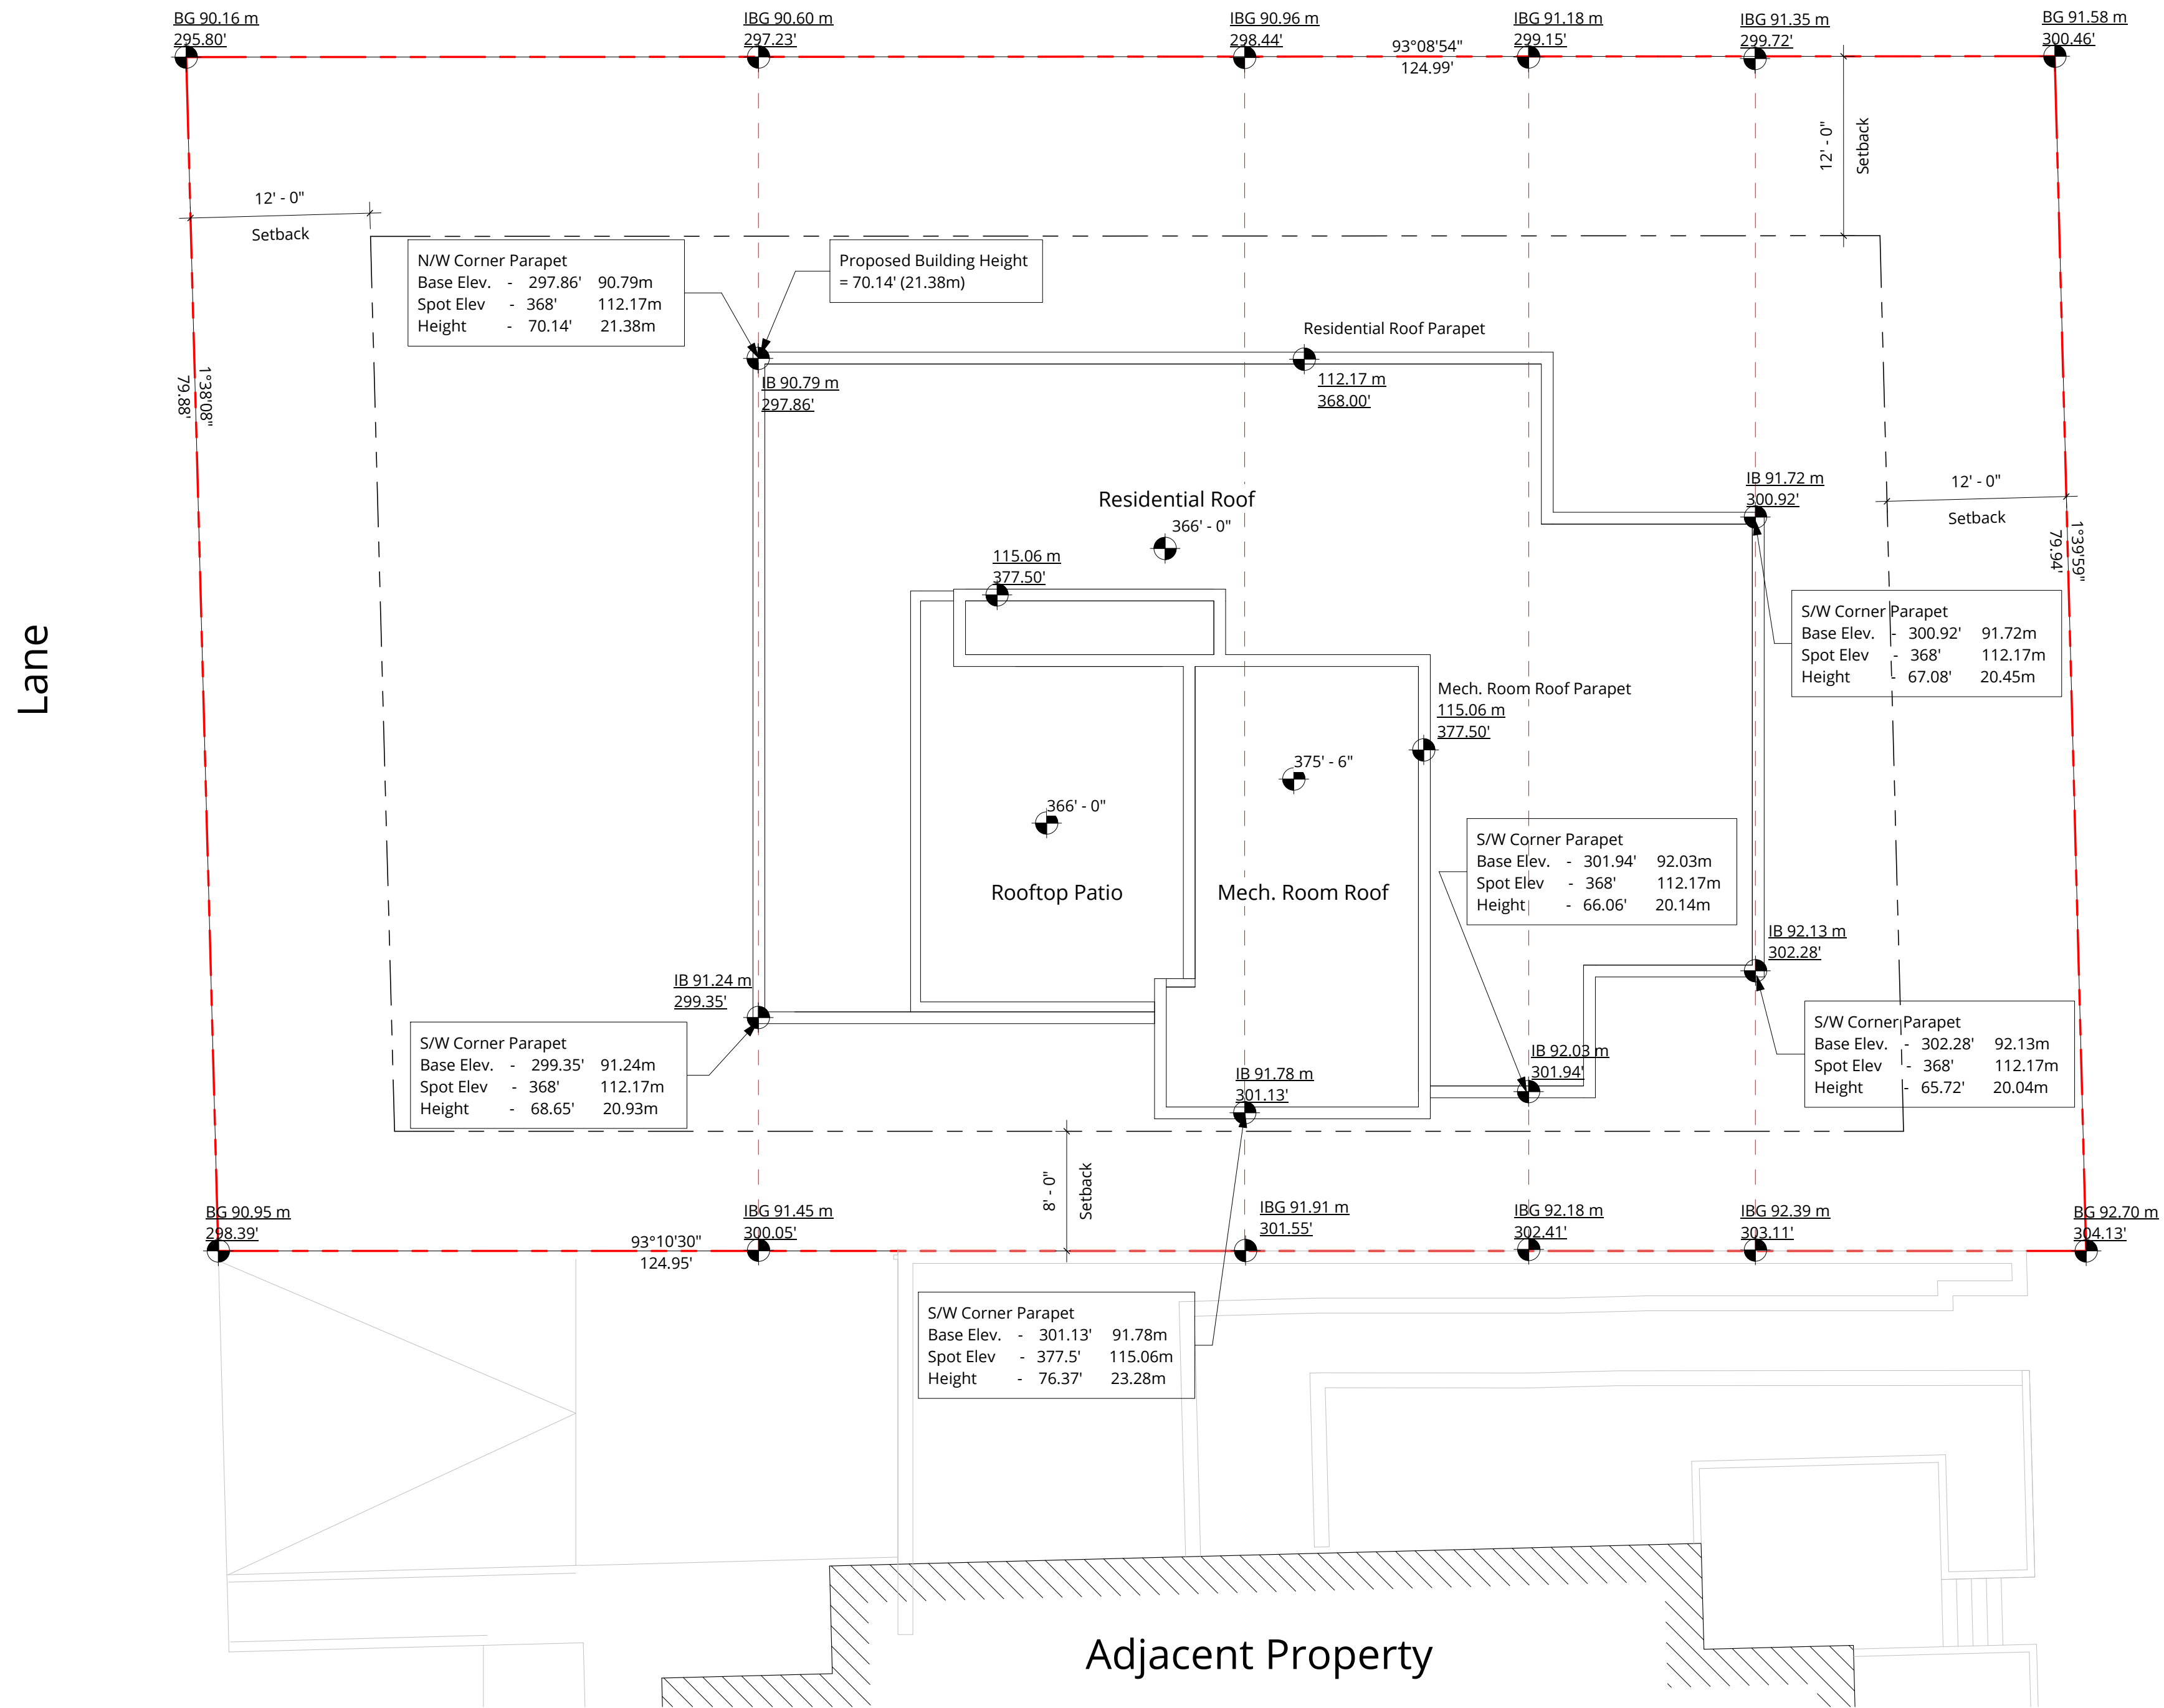 BG 90.16 m
295.80'
IBG 90.60 m
297.23'
IBG 90.96 m
298.44'
93°08'54"
124.99'
IBG 91.18 m
299.15'
IBG 91.35 m
299.72'
BG 91.58 m
300.46'
12' - 0"
Setback
12' - 0"
Setback
N/W Corner Parapet
Base Elev. - 297.86' 90.79m
Spot Elev - 368' 112.17m
Height - 70.14' 21.38m
Proposed Building Height
= 70.14' (21.38m)
Residential Roof Parapet
112.17 m
368.00'
IB 90.79 m
297.86'
1°38'08"
79.88'
Residential Roof
366' - 0"
IB 91.72 m
300.92'
12' - 0"
Setback
1°39'59"
79.94'
115.06 m
377.50'
Lane
S/W Corner Parapet
Base Elev. - 300.92' 91.72m
Spot Elev - 368' 112.17m
Height - 67.08' 20.45m
Mech. Room Roof Parapet
115.06 m
377.50'
375' - 6"
366' - 0"
Rooftop Patio
Mech. Room Roof
S/W Corner Parapet
Base Elev. - 301.94' 92.03m
Spot Elev - 368' 112.17m
Height - 66.06' 20.14m
IB 92.13 m
302.28'
IB 91.24 m
299.35'
S/W Corner Parapet
Base Elev. - 299.35' 91.24m
Spot Elev - 368' 112.17m
Height - 68.65' 20.93m
S/W Corner Parapet
Base Elev. - 302.28' 92.13m
Spot Elev - 368' 112.17m
Height - 65.72' 20.04m
IB 92.03 m
301.94'
IB 91.78 m
301.13'
8' - 0"
Setback
BG 90.95 m
298.39'
93°10'30"
124.95'
IBG 91.45 m
300.05'
IBG 91.91 m
301.55'
IBG 92.18 m
302.41'
IBG 92.39 m
303.11'
BG 92.70 m
304.13'
S/W Corner Parapet
Base Elev. - 301.13' 91.78m
Spot Elev - 377.5' 115.06m
Height - 76.37' 23.28m
Adjacent Property